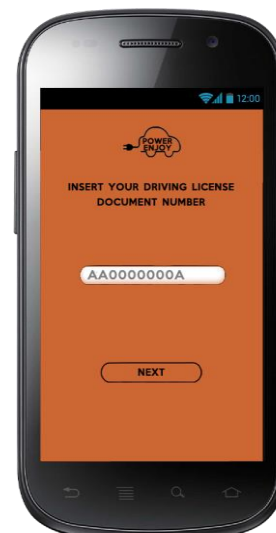 12:00
POWER
ENJOY
INSERT YOUR DRIVING LICENSE
DOCUMENT NUMBER
AA0000000A
NEXT